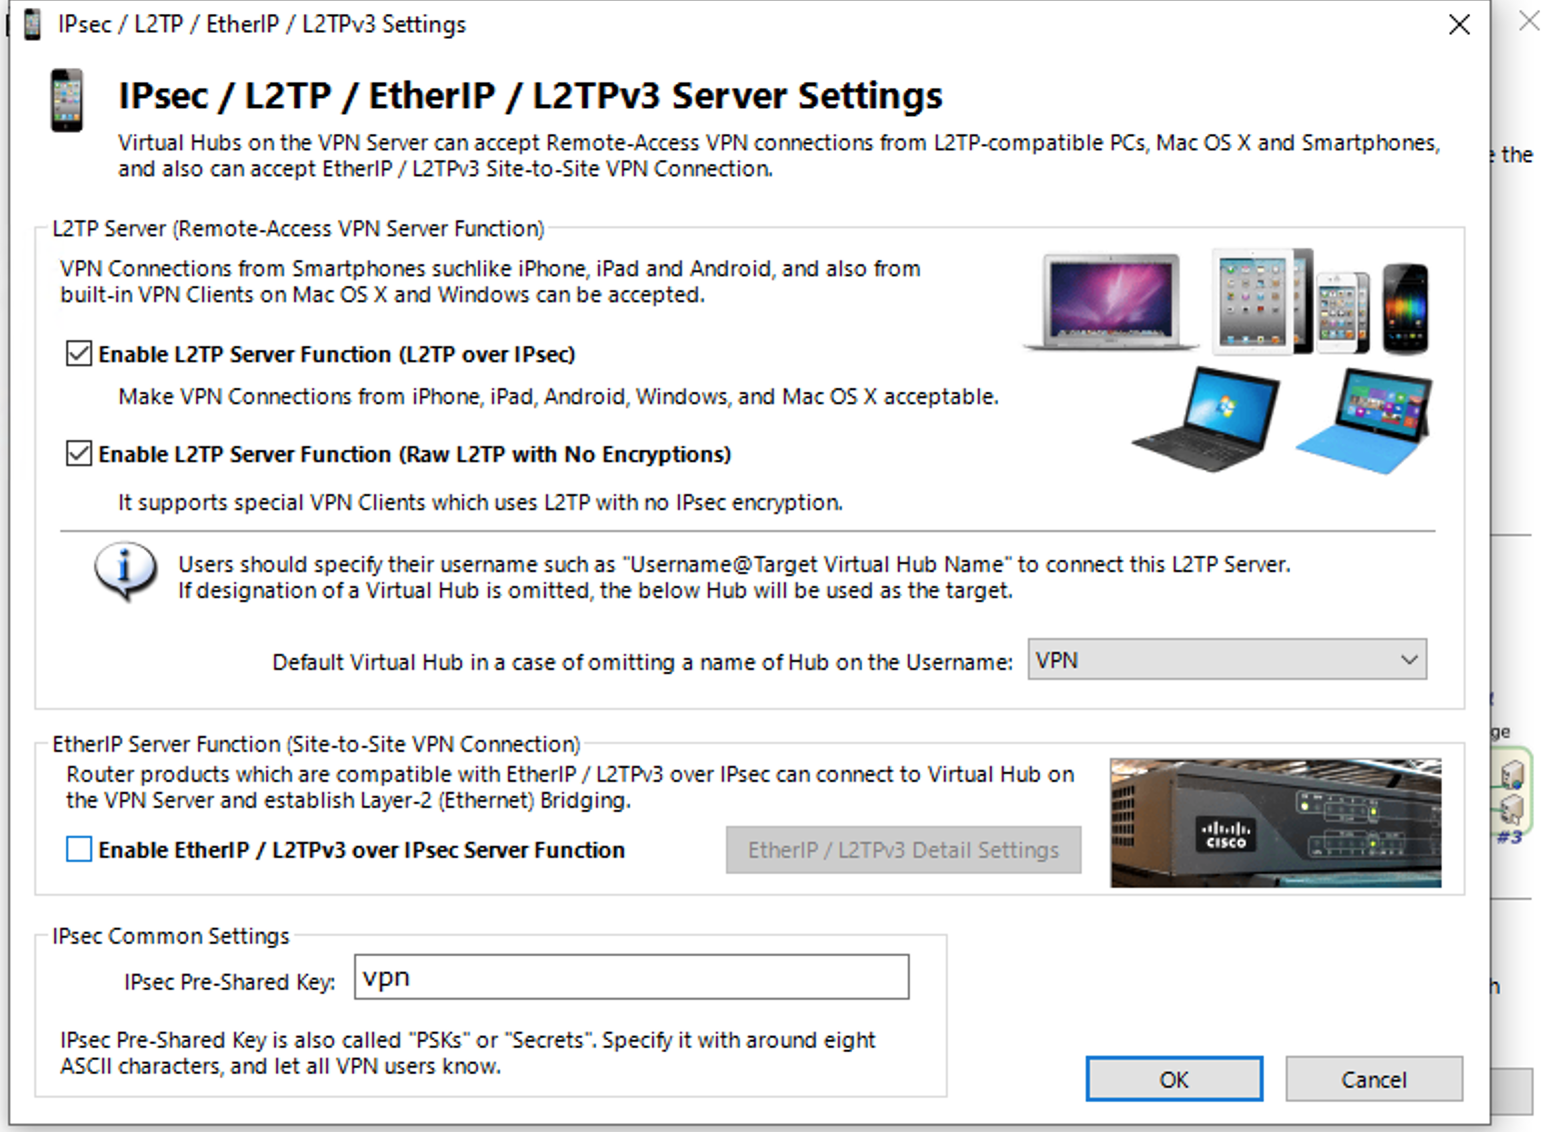 IPsec / L2TP / EtherIP / L2TPv3 Settings
IPsec / L2TP / EtherIP / L2TPv3 Server Settings
Virtual Hubs on the VPN Server can accept Remote-Access VPN connections from L2TP-compatible PCs, Mac OS X and Smartphones,
and also can accept EtherIP / L2TPv3 Site-to-Site VPN Connection.
e the
L2TP Server (Remote-Access VPN Server Function)
VPN Connections from Smartphones suchlike iPhone, iPad and Android, and also from
built-in VPN Clients on Mac OS X and Windows can be accepted.
Enable L2TP Server Function (L2TP over IPsec)
Make VPN Connections from iPhone, iPad, Android, Windows, and Mac OS X acceptable.
Enable L2TP Server Function (Raw L2TP with No Encryptions)
It supports special VPN Clients which uses L2TP with no IPsec encryption.
Users should specify their username such as "Username@Target Virtual Hub Name" to connect this L2TP Server.
If designation of a Virtual Hub is omitted, the below Hub will be used as the target.
Default Virtual Hub in a case of omitting a name of Hub on the Username:
VPN
EtherIP Server Function (Site-to-Site VPN Connection)
Router products which are compatible with EtherIP / L2TPv3 over IPsec can connect to Virtual Hub on
the VPN Server and establish Layer-2 (Ethernet) Bridging.
Enable EtherIP / L2TPv3 over IPsec Server Function
EtherIP / L2TPv3 Detail Settings
CISCO
ge
#3
IPsec Common Settings
IPsec Pre-Shared Key:
vpn
IPsec Pre-Shared Key is also called "PSKs" or "Secrets". Specify it with around eight
ASCII characters, and let all VPN users know.
h
OK
Cancel